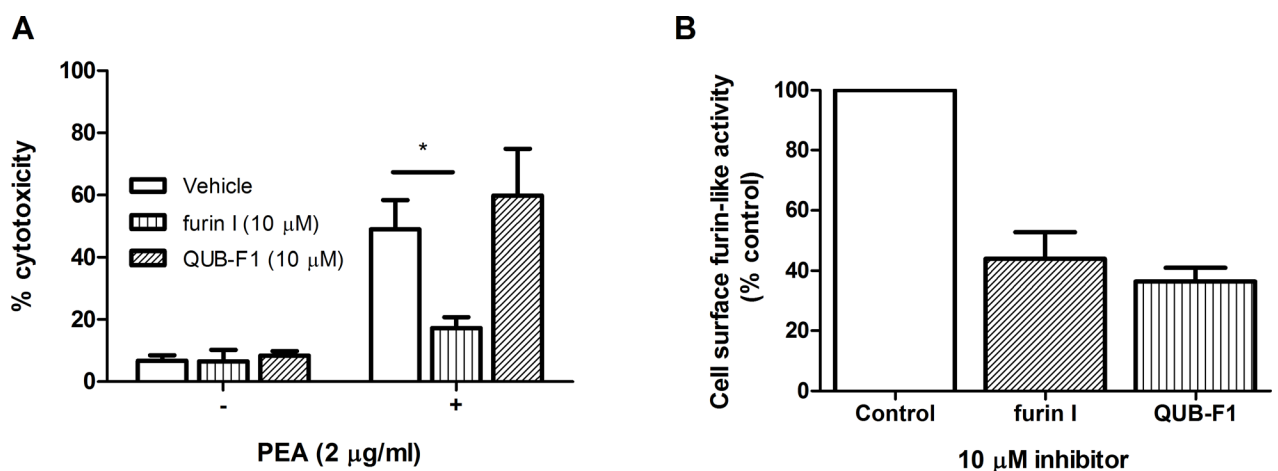 A
% cytotoxicity
100
80
60
40
20
0
Vehicle
furin I (10 μM)
QUB-F1 (10 μM)
*
- +
PEA (2 μg/ml)
B
Cell surface furin-like activity
(% control)
100
80
60
40
20
0
Control furin I QUB-F1
10 μM inhibitor